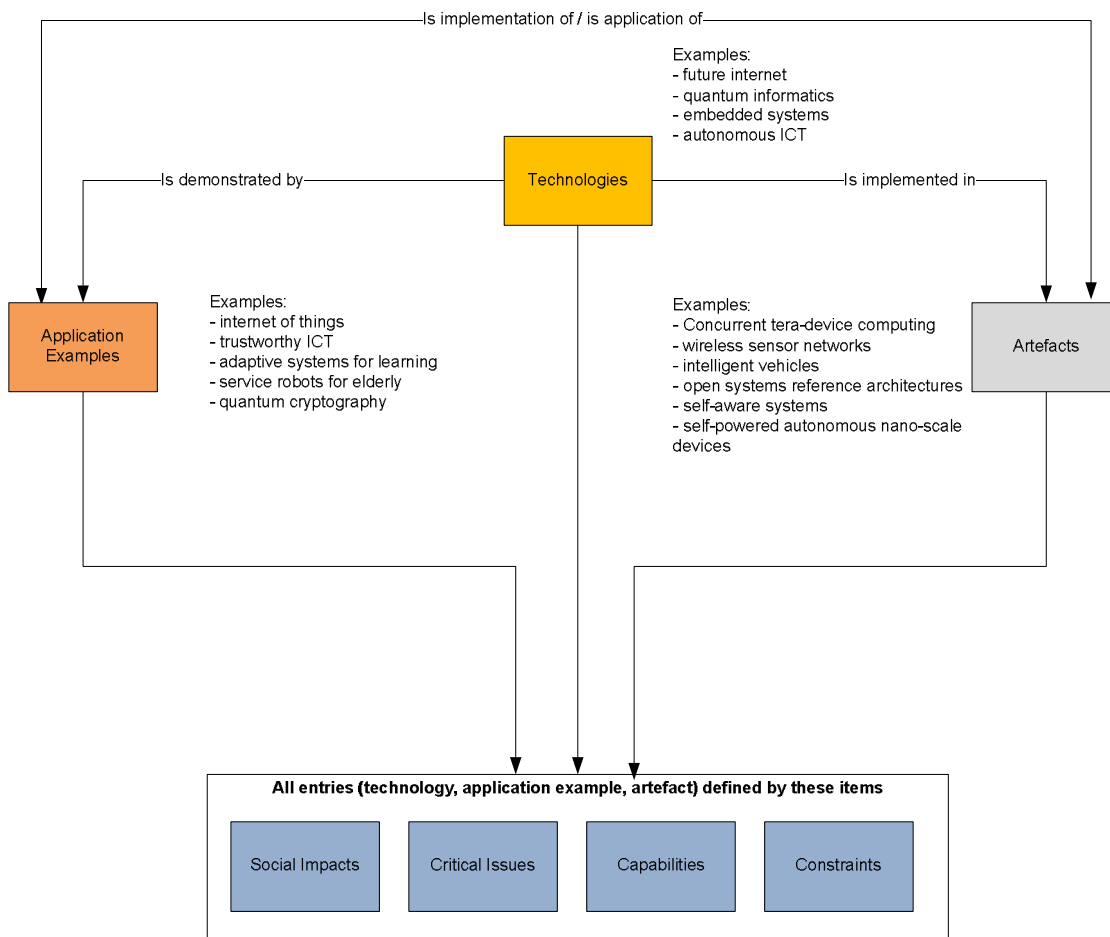 Is implementation of / is application of
Examples:
- future internet
- quantum informatics
- embedded systems
- autonomous ICT
Is demonstrated by
Technologies
Is implemented in
Application
Examples
Examples:
- internet of things
- trustworthy ICT
- adaptive systems for learning
- service robots for elderly
- quantum cryptography
Examples:
- Concurrent tera-device computing
- wireless sensor networks
- intelligent vehicles
- open systems reference architectures
- self-aware systems
- self-powered autonomous nano-scale
devices
Artefacts
All entries (technology, application example, artefact) defined by these items
Social Impacts
Critical Issues
Capabilities
Constraints